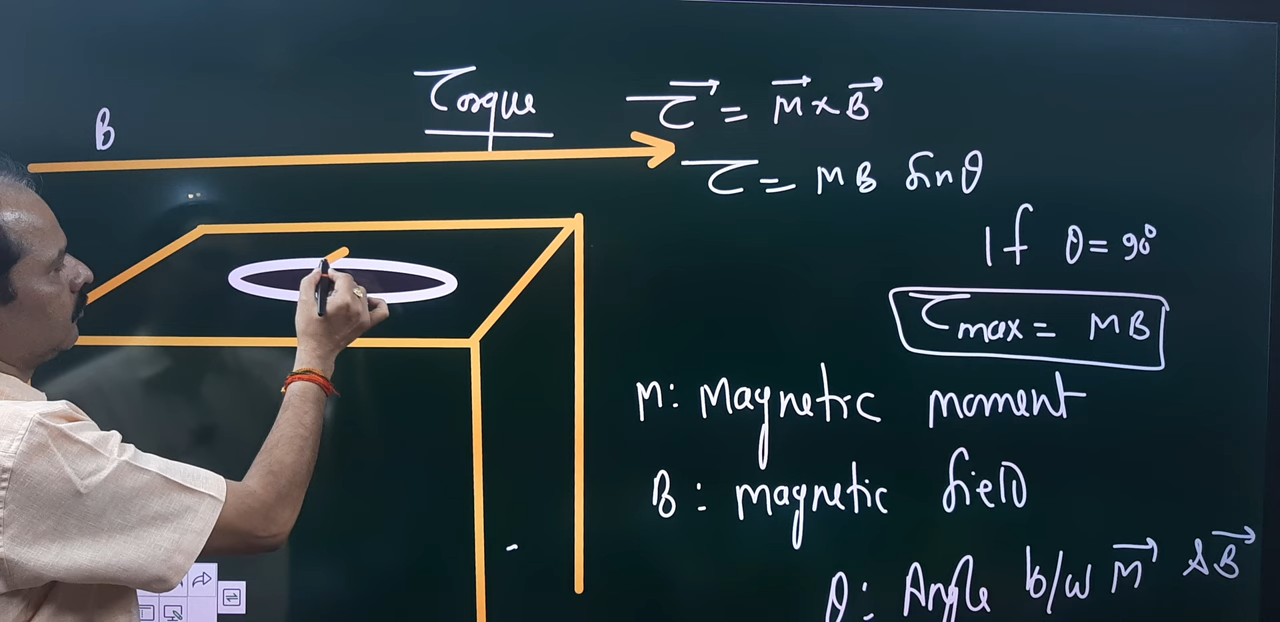 B
Torque
τ⃗ = M⃗ × B⃗
τ = MB Sinθ
If θ = 90°
τmax = MB
M: Magnetic moment
B: magnetic field
θ: Angle b/w M⃗ & B⃗